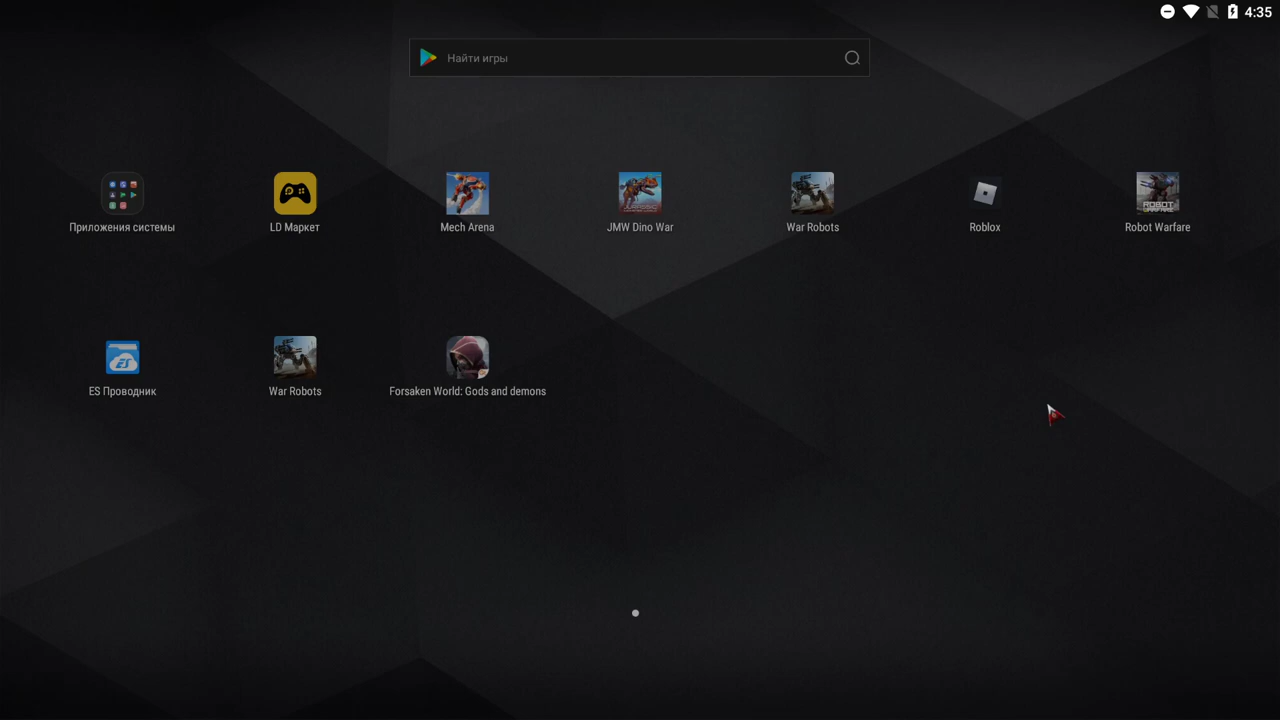 4:35
Найти игры
Приложения системы
LD Маркет
Mech Arena
JMW Dino War
War Robots
Roblox
Robot Warfare
ES Проводник
War Robots
Forsaken World: Gods and demons